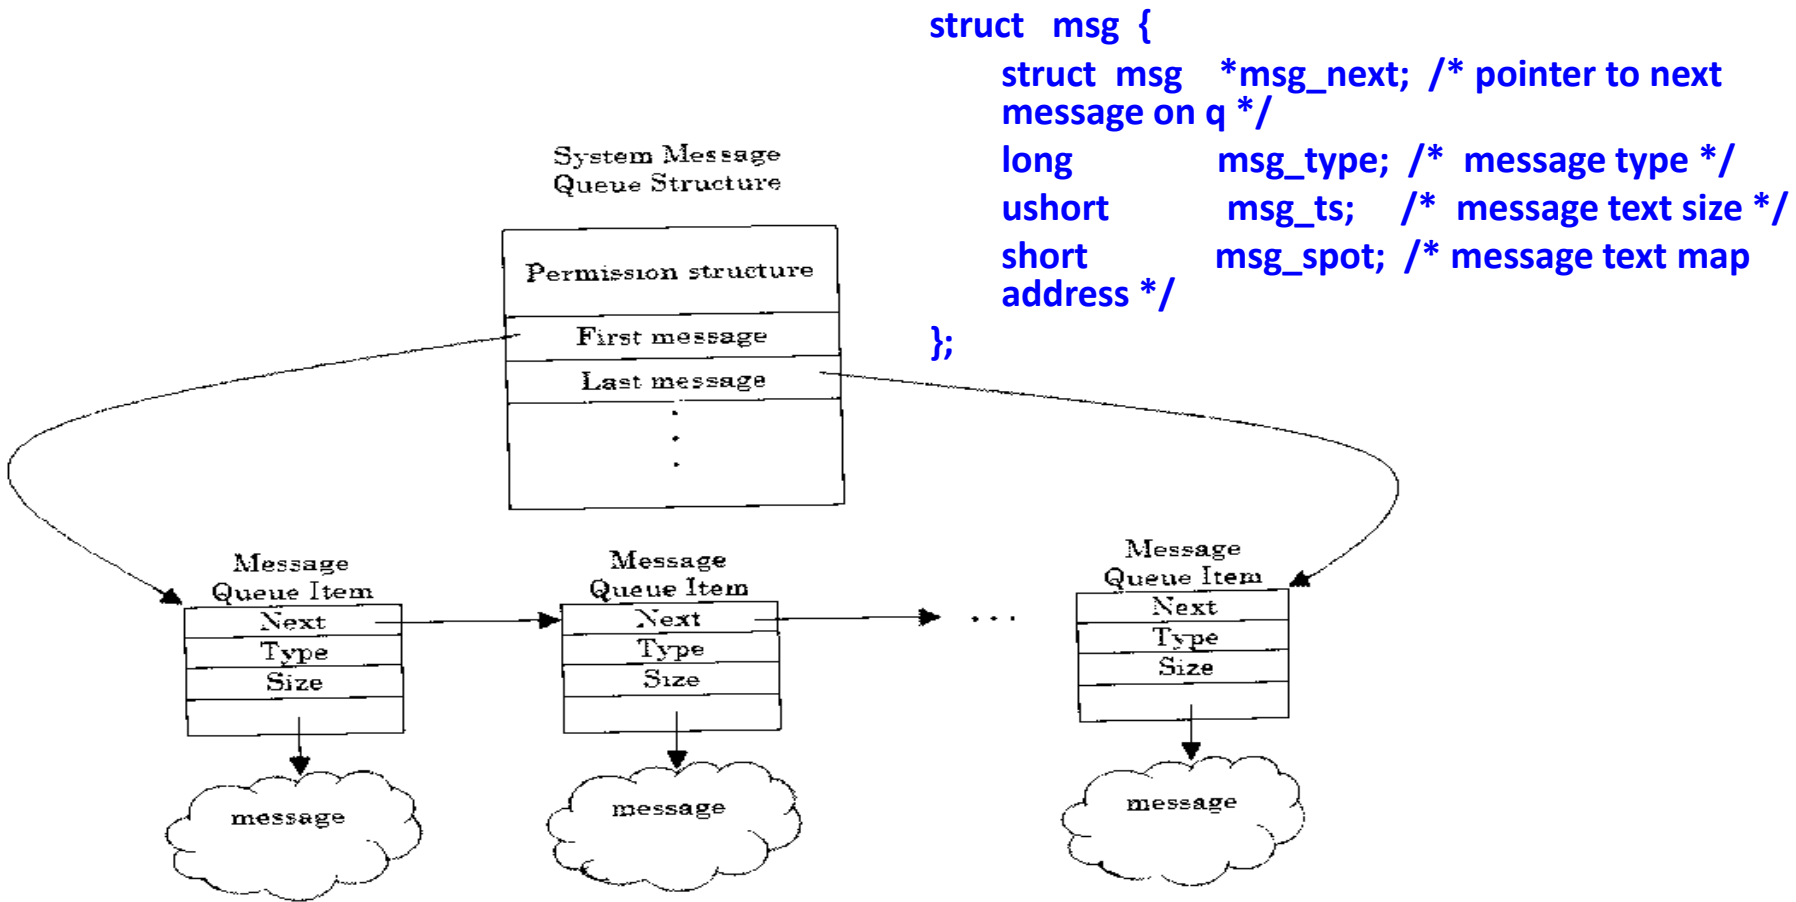 struct msg {
struct msg *msg_next; /* pointer to next
message on q */
long msg_type; /* message type */
ushort msg_ts; /* message text size */
short msg_spot; /* message text map
address */
};
System Message
Queue Structure
Permission structure
First message
Last message
.
.
.
Message
Queue Item
Next
Type
Size
message
Message
Queue Item
Next
Type
Size
message
. . .
Message
Queue Item
Next
Type
Size
message